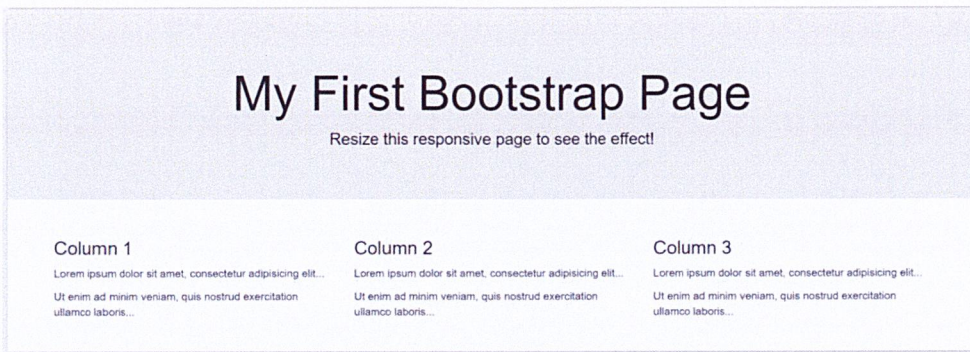 My First Bootstrap Page
Resize this responsive page to see the effect!
Column 1
Lorem ipsum dolor sit amet, consectetur adipisicing elit...
Ut enim ad minim veniam, quis nostrud exercitation
ullamco laboris...
Column 2
Lorem ipsum dolor sit amet, consectetur adipisicing elit...
Ut enim ad minim veniam, quis nostrud exercitation
ullamco laboris...
Column 3
Lorem ipsum dolor sit amet, consectetur adipisicing elit...
Ut enim ad minim veniam, quis nostrud exercitation
ullamco laboris...